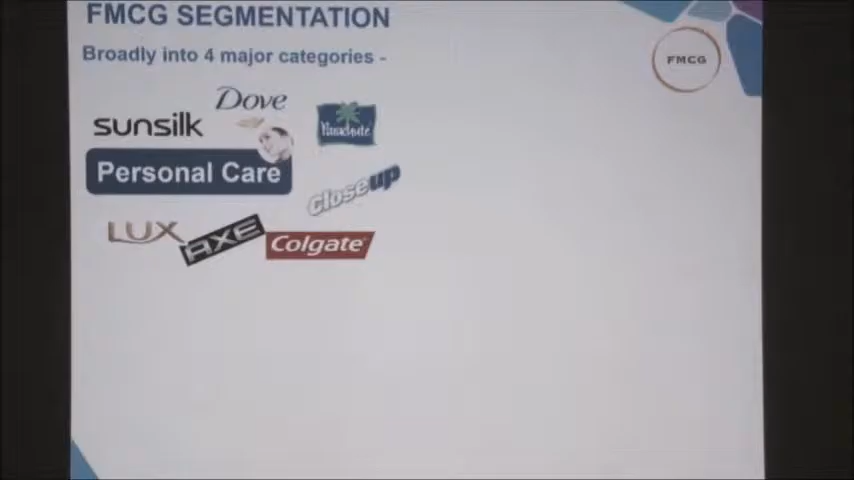 FMCG SEGMENTATION
Broadly into 4 major categories -
FMCG
Dove
sunsilk
Parachute
Personal Care
closeup
LUX
AXE
Colgate